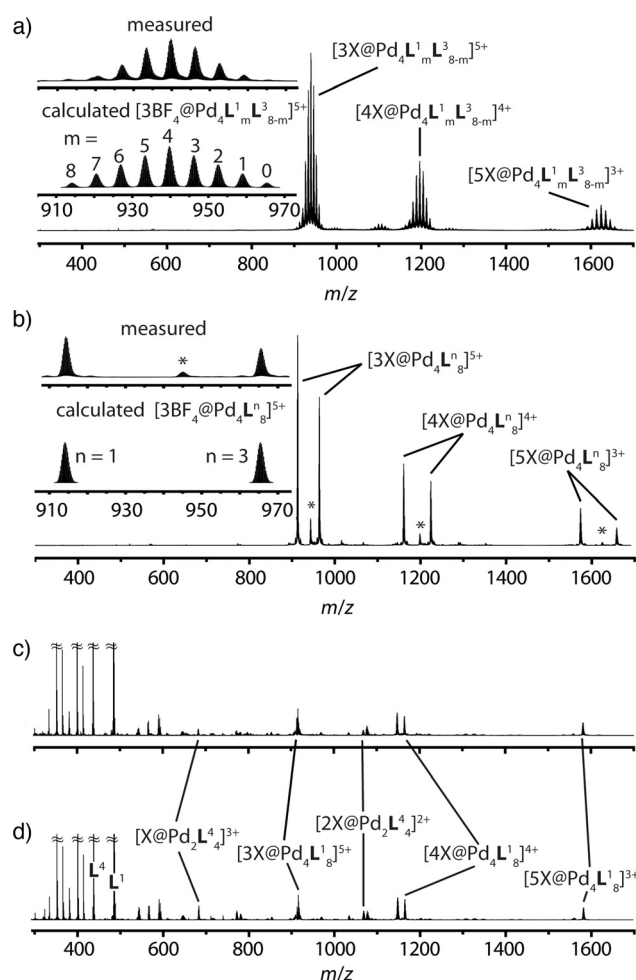 a)
measured
calculated [3BF₄@Pd₄L¹ₘL³₈₋ₘ]⁵⁺
m =
8 7 6 5 4 3 2 1 0
910 930 950 970
[3X@Pd₄L¹ₘL³₈₋ₘ]⁵⁺
[4X@Pd₄L¹ₘL³₈₋ₘ]⁴⁺
[5X@Pd₄L¹ₘL³₈₋ₘ]³⁺
400 600 800 1000 1200 1400 1600
m/z
b)
measured
*
calculated [3BF₄@Pd₄Lⁿ₈]⁵⁺
n = 1 n = 3
910 930 950 970
[3X@Pd₄Lⁿ₈]⁵⁺
[4X@Pd₄Lⁿ₈]⁴⁺
[5X@Pd₄Lⁿ₈]³⁺
* * *
400 600 800 1000 1200 1400 1600
m/z
c)
d)
[X@Pd₂L⁴₄]³⁺
[3X@Pd₄L¹₈]⁵⁺
[2X@Pd₂L⁴₄]²⁺
[4X@Pd₄L¹₈]⁴⁺
[5X@Pd₄L¹₈]³⁺
L⁴
L¹
400 600 800 1000 1200 1400 1600
m/z